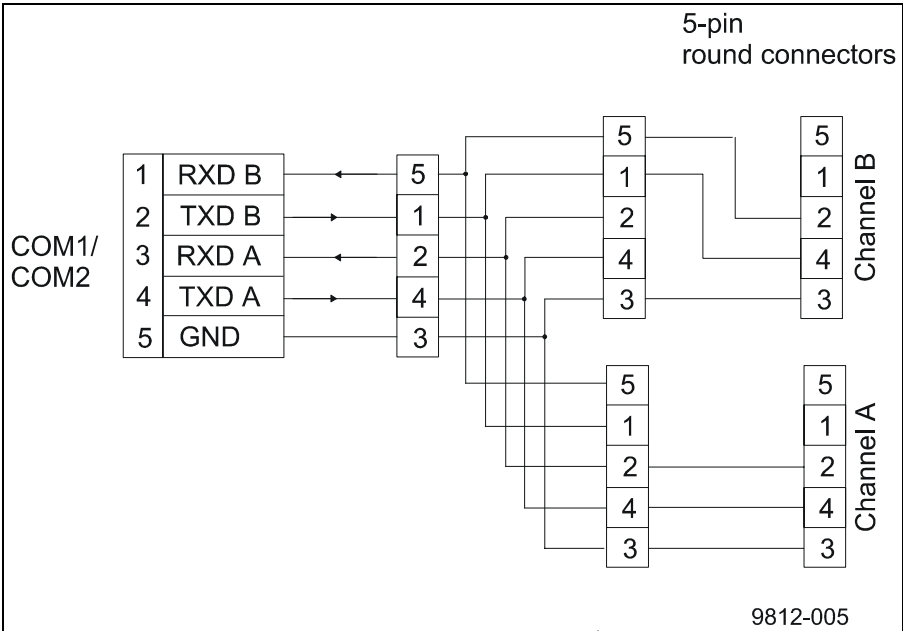 5-pin
round connectors
COM1/
COM2
1 RXD B
2 TXD B
3 RXD A
4 TXD A
5 GND
5
1
2
4
3
5
1
2
4
3
5
1
2
4
3
Channel B
5
1
2
4
3
5
1
2
4
3
Channel A
9812-005